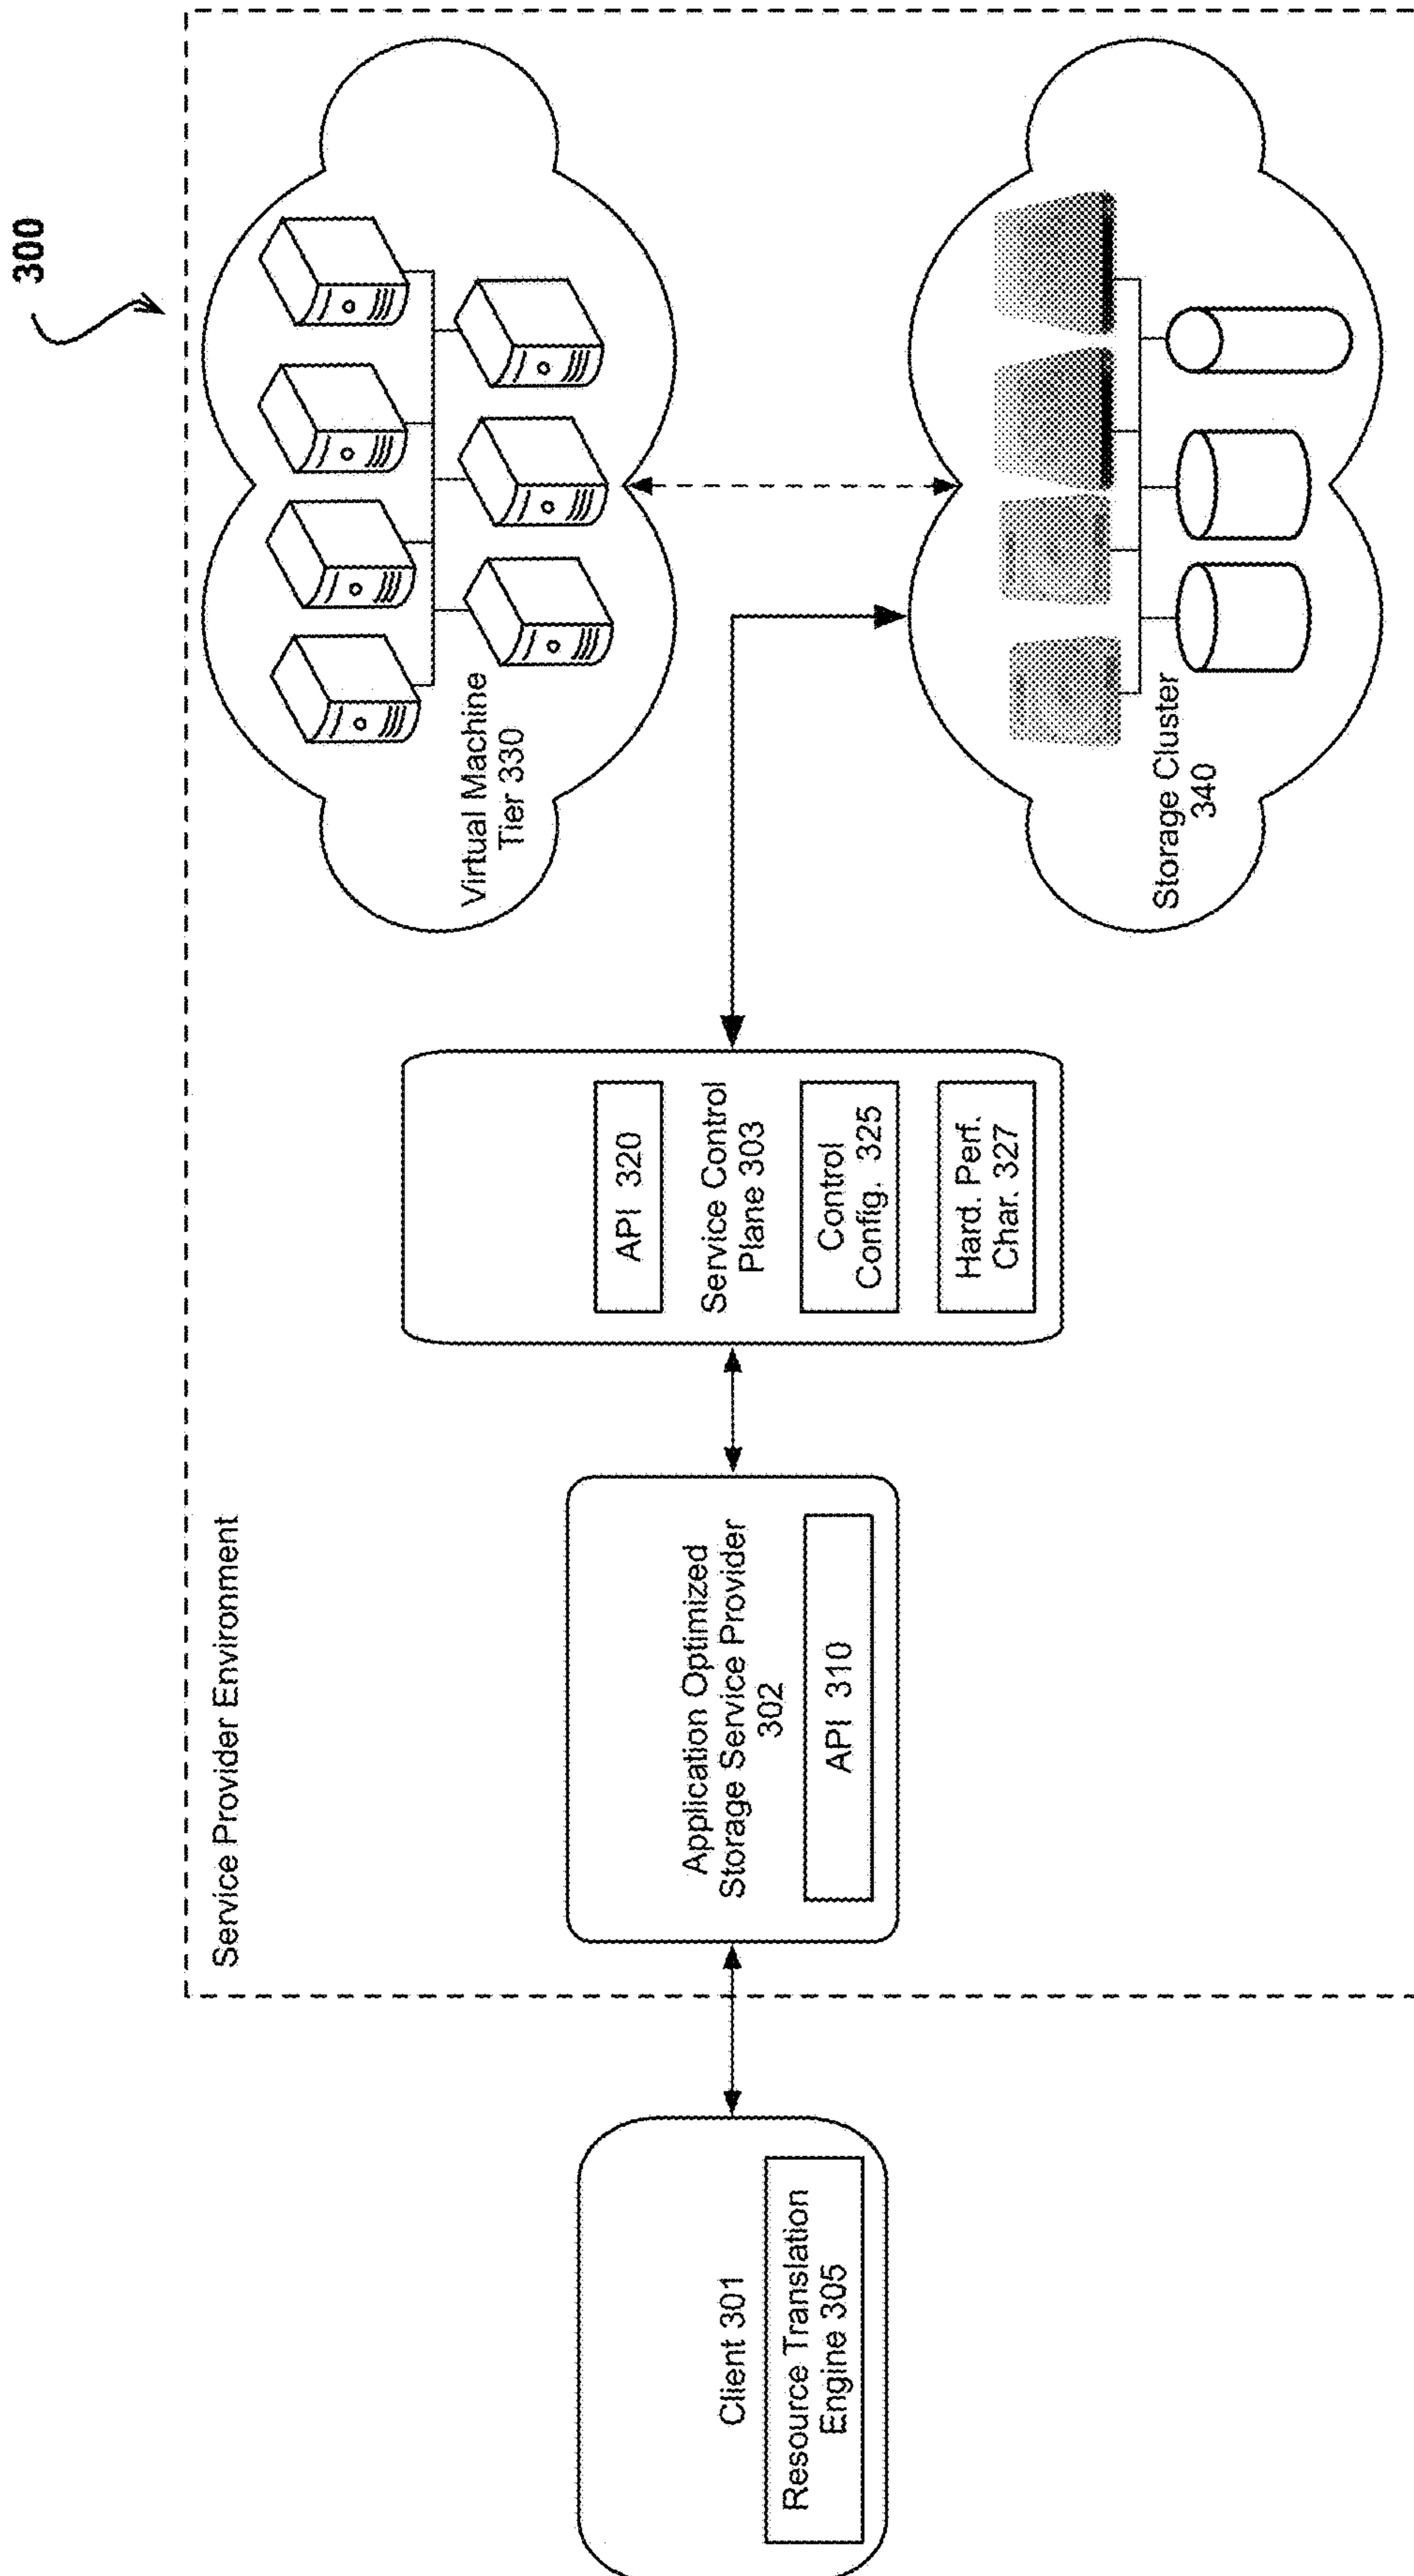 300
Service Provider Environment
Client 301
Resource Translation
Engine 305
Application Optimized
Storage Service Provider
302
API 310
API 320
Service Control
Plane 303
Control
Config. 325
Hard. Perf.
Char. 327
Virtual Machine
Tier 330
Storage Cluster
340